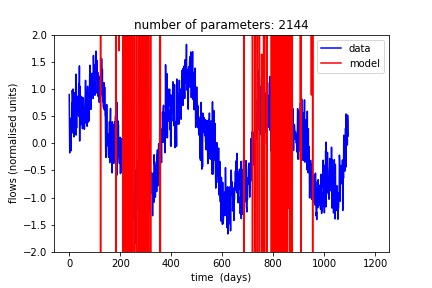 number of parameters: 2144
2.0
1.5
1.0
0.5
0.0
−0.5
−1.0
−1.5
−2.0
flows (normalised units)
data
model
0 200 400 600 800 1000 1200
time (days)